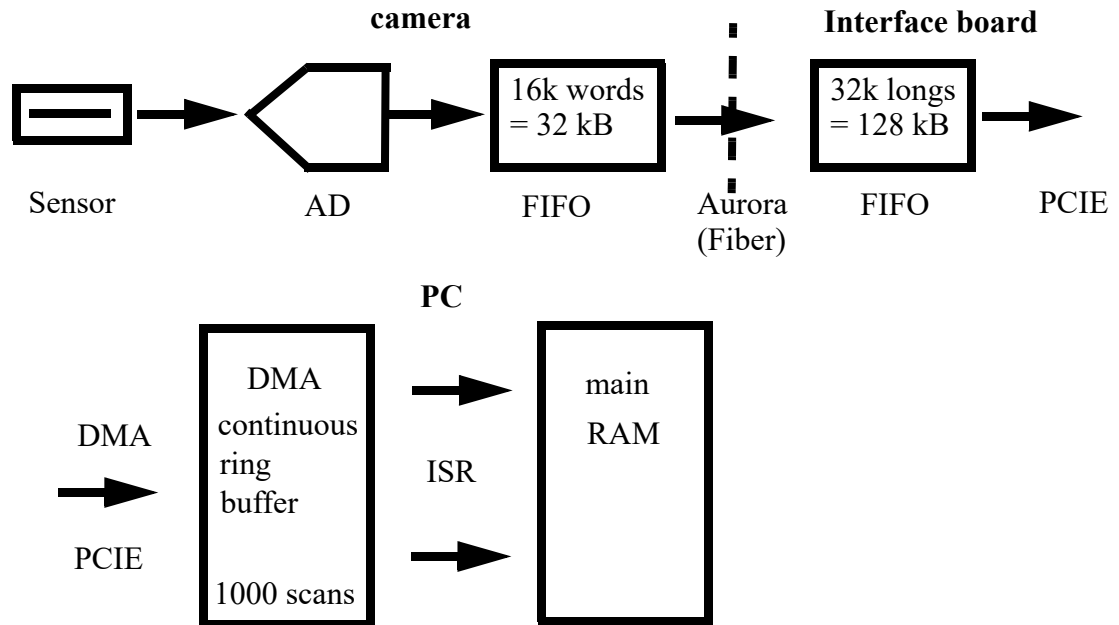 camera
Interface board
16k words
= 32 kB
32k longs
= 128 kB
Sensor
AD
FIFO
Aurora
(Fiber)
FIFO
PCIE
PC
DMA
PCIE
DMA
continuous
ring
buffer
1000 scans
ISR
main
RAM